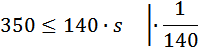 350 ≤ 140 · s | · 1/140